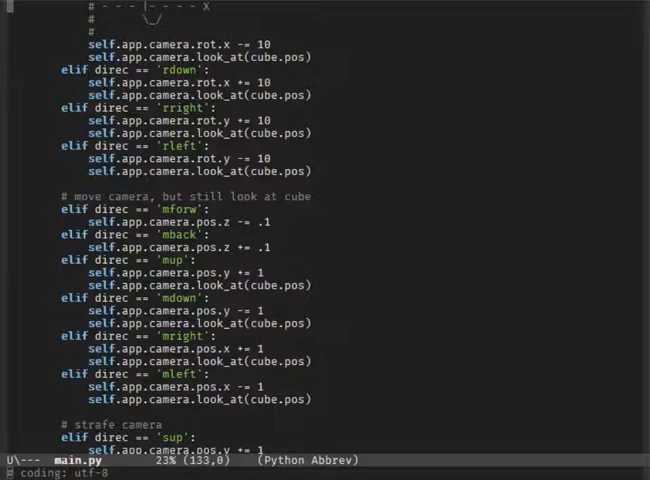 # - - - |- - - - X
#       \_/
#
self.app.camera.rot.x -= 10
self.app.camera.look_at(cube.pos)
elif direc == 'rdown':
self.app.camera.rot.x += 10
self.app.camera.look_at(cube.pos)
elif direc == 'rright':
self.app.camera.rot.y += 10
self.app.camera.look_at(cube.pos)
elif direc == 'rleft':
self.app.camera.rot.y -= 10
self.app.camera.look_at(cube.pos)
# move camera, but still look at cube
elif direc == 'mforw':
self.app.camera.pos.z -= .1
elif direc == 'mback':
self.app.camera.pos.z += .1
elif direc == 'mup':
self.app.camera.pos.y += 1
self.app.camera.look_at(cube.pos)
elif direc == 'mdown':
self.app.camera.pos.y -= 1
self.app.camera.look_at(cube.pos)
elif direc == 'mright':
self.app.camera.pos.x += 1
self.app.camera.look_at(cube.pos)
elif direc == 'mleft':
self.app.camera.pos.x -= 1
self.app.camera.look_at(cube.pos)
# strafe camera
elif direc == 'sup':
self.app.camera.pos.y += 1
U\--- main.py 23% (133,0) (Python Abbrev)
# coding: utf-8